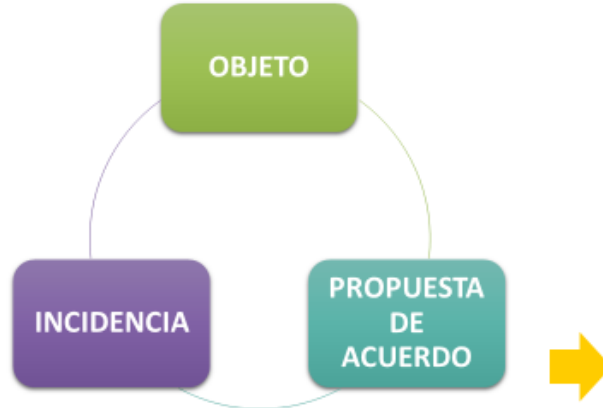 OBJETO
INCIDENCIA
PROPUESTA
DE
ACUERDO